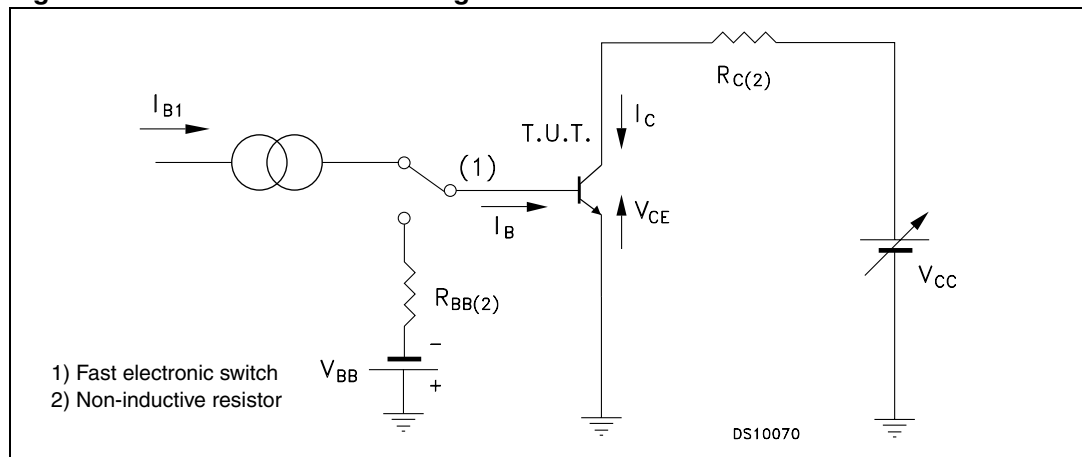 I_B1
(1)
I_B
T.U.T.
I_C
V_CE
R_C(2)
V_CC
R_BB(2)
V_BB
−
+
1) Fast electronic switch
2) Non-inductive resistor
DS10070